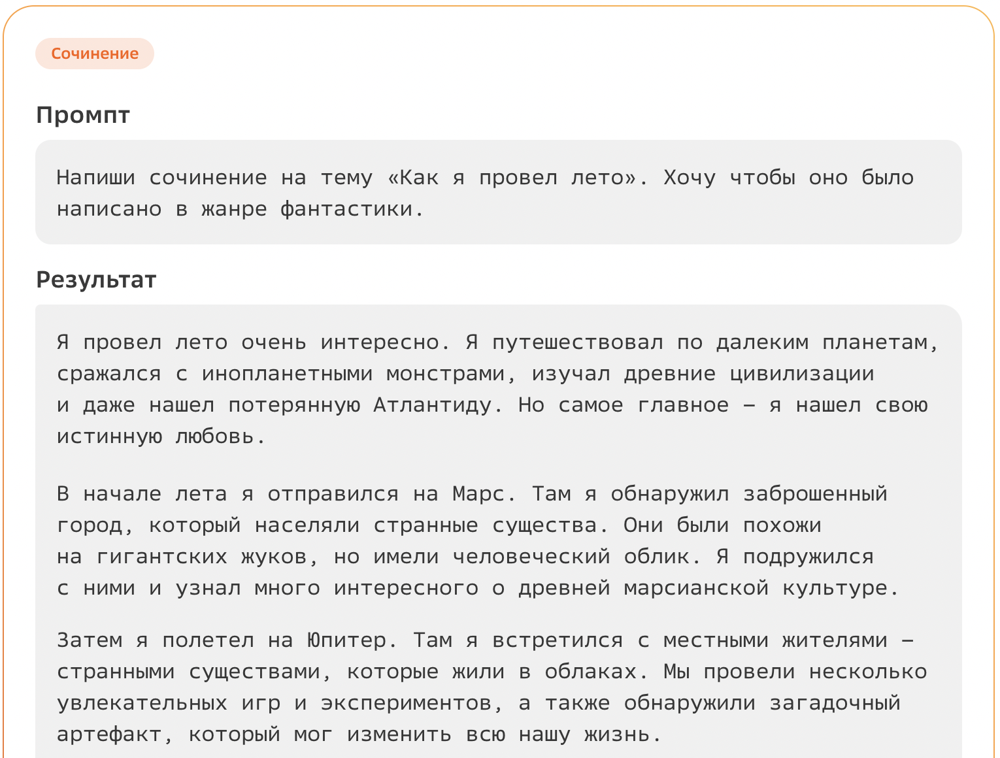 Сочинение
Промпт
Напиши сочинение на тему «Как я провел лето». Хочу чтобы оно было
написано в жанре фантастики.
Результат
Я провел лето очень интересно. Я путешествовал по далеким планетам,
сражался с инопланетными монстрами, изучал древние цивилизации
и даже нашел потерянную Атлантиду. Но самое главное – я нашел свою
истинную любовь.
В начале лета я отправился на Марс. Там я обнаружил заброшенный
город, который населяли странные существа. Они были похожи
на гигантских жуков, но имели человеческий облик. Я подружился
с ними и узнал много интересного о древней марсианской культуре.
Затем я полетел на Юпитер. Там я встретился с местными жителями –
странными существами, которые жили в облаках. Мы провели несколько
увлекательных игр и экспериментов, а также обнаружили загадочный
артефакт, который мог изменить всю нашу жизнь.